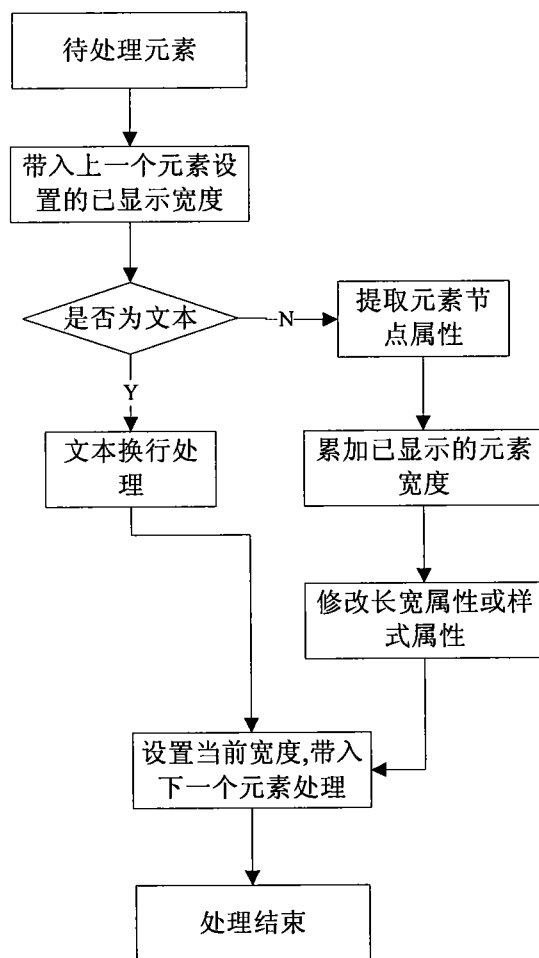 待处理元素
带入上一个元素设
置的已显示宽度
是否为文本
N
提取元素节
点属性
Y
文本换行处
理
累加已显示的元素
宽度
修改长宽属性或样
式属性
设置当前宽度,带入
下一个元素处理
处理结束